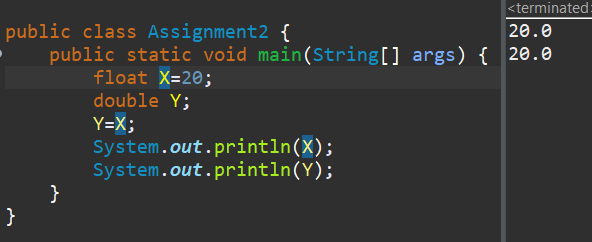 public class Assignment2 {
    public static void main(String[] args) {
        float X=20;
        double Y;
        Y=X;
        System.out.println(X);
        System.out.println(Y);
    }
}
<terminated>
20.0
20.0